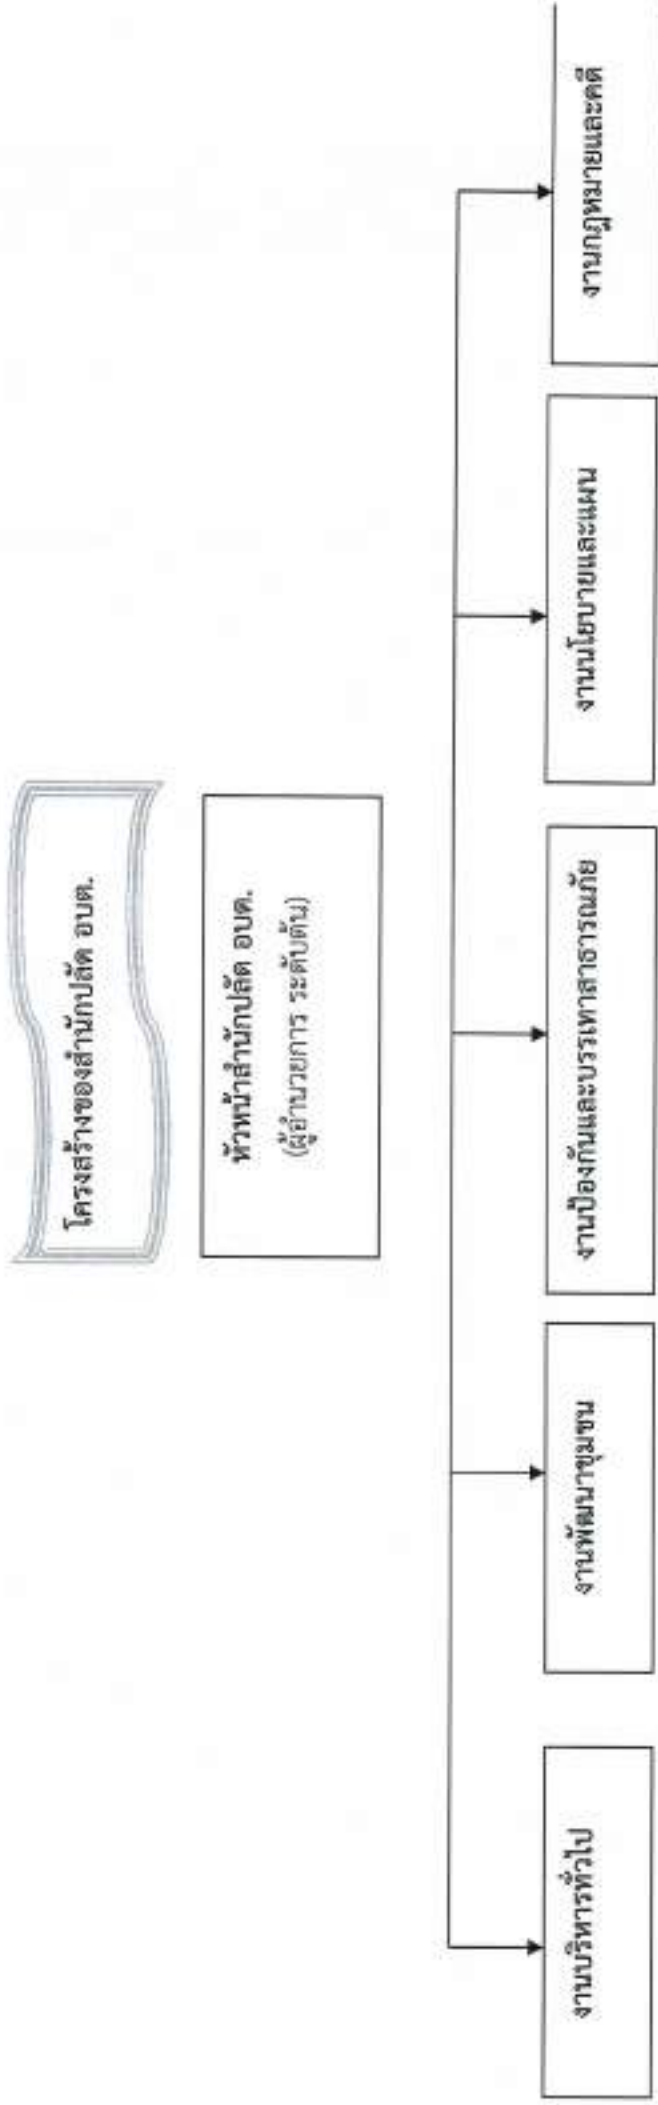 โครงสร้างของสำนักปลัด อบต.
หัวหน้าสำนักปลัด อบต.
(ผู้อำนวยการ ระดับต้น)
งานบริหารทั่วไป
งานพัฒนาชุมชน
งานป้องกันและบรรเทาสาธารณภัย
งานนโยบายและแผน
งานกฎหมายและคดี